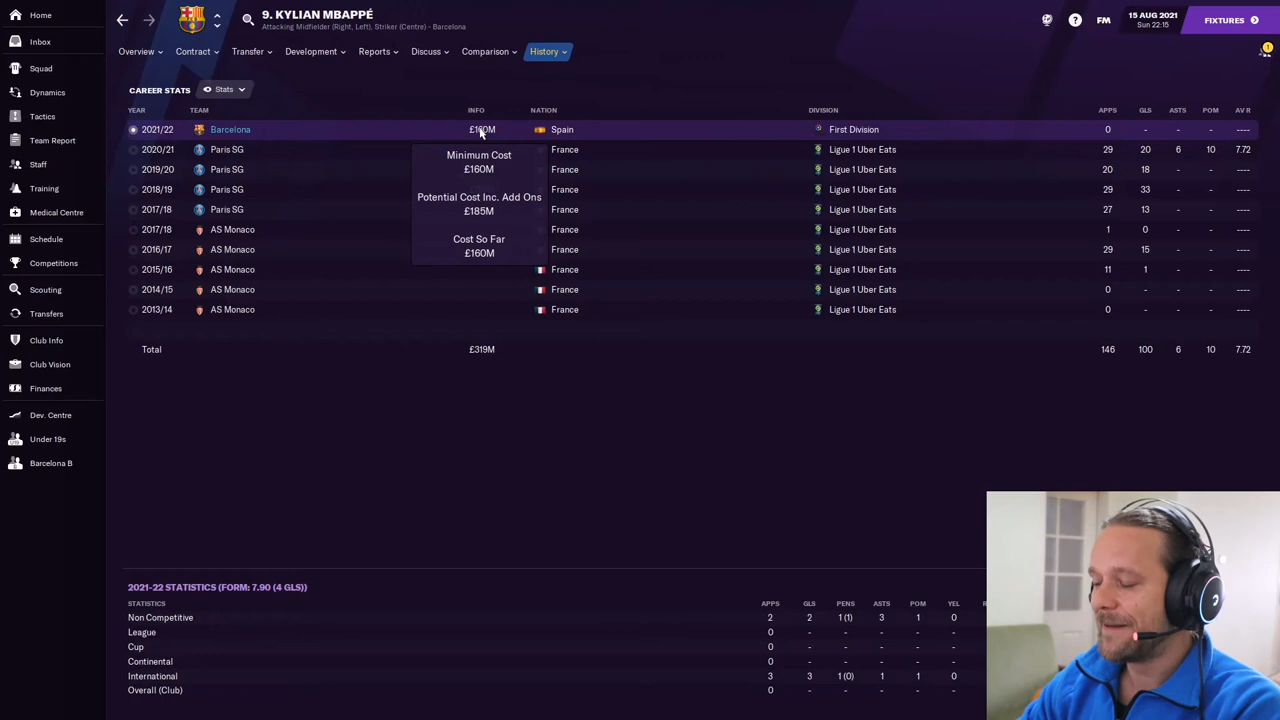 Home
9. KYLIAN MBAPPÉ
Attacking Midfielder (Right, Left), Striker (Centre) - Barcelona
FM
15 AUG 2021
Sun 22:15
FIXTURES
Inbox
Overview
Contract
Transfer
Development
Reports
Discuss
Comparison
History
Squad
Dynamics
Tactics
Team Report
Staff
Training
Medical Centre
Schedule
Competitions
Scouting
Transfers
Club Info
Club Vision
Finances
Dev. Centre
Under 19s
Barcelona B
CAREER STATS
Stats
YEAR TEAM INFO NATION DIVISION APPS GLS ASTS POM AV R
2021/22 Barcelona £160M Spain First Division 0 - - - ----
2020/21 Paris SG France Ligue 1 Uber Eats 29 20 6 10 7.72
2019/20 Paris SG France Ligue 1 Uber Eats 20 18 - - ----
2018/19 Paris SG France Ligue 1 Uber Eats 29 33 - - ----
2017/18 Paris SG France Ligue 1 Uber Eats 27 13 - - ----
2017/18 AS Monaco France Ligue 1 Uber Eats 1 0 - - ----
2016/17 AS Monaco France Ligue 1 Uber Eats 29 15 - - ----
2015/16 AS Monaco France Ligue 1 Uber Eats 11 1 - - ----
2014/15 AS Monaco France Ligue 1 Uber Eats 0 - - - ----
2013/14 AS Monaco France Ligue 1 Uber Eats 0 - - - ----
Minimum Cost
£160M
Potential Cost Inc. Add Ons
£185M
Cost So Far
£160M
Total £319M 146 100 6 10 7.72
2021-22 STATISTICS (FORM: 7.90 (4 GLS))
STATISTICS APPS GLS PENS ASTS POM YEL
Non Competitive 2 2 1 (1) 3 1 0
League 0 - - - - -
Cup 0 - - - - -
Continental 0 - - - - -
International 3 3 1 (0) 1 1 0
Overall (Club) 0 - - - - -